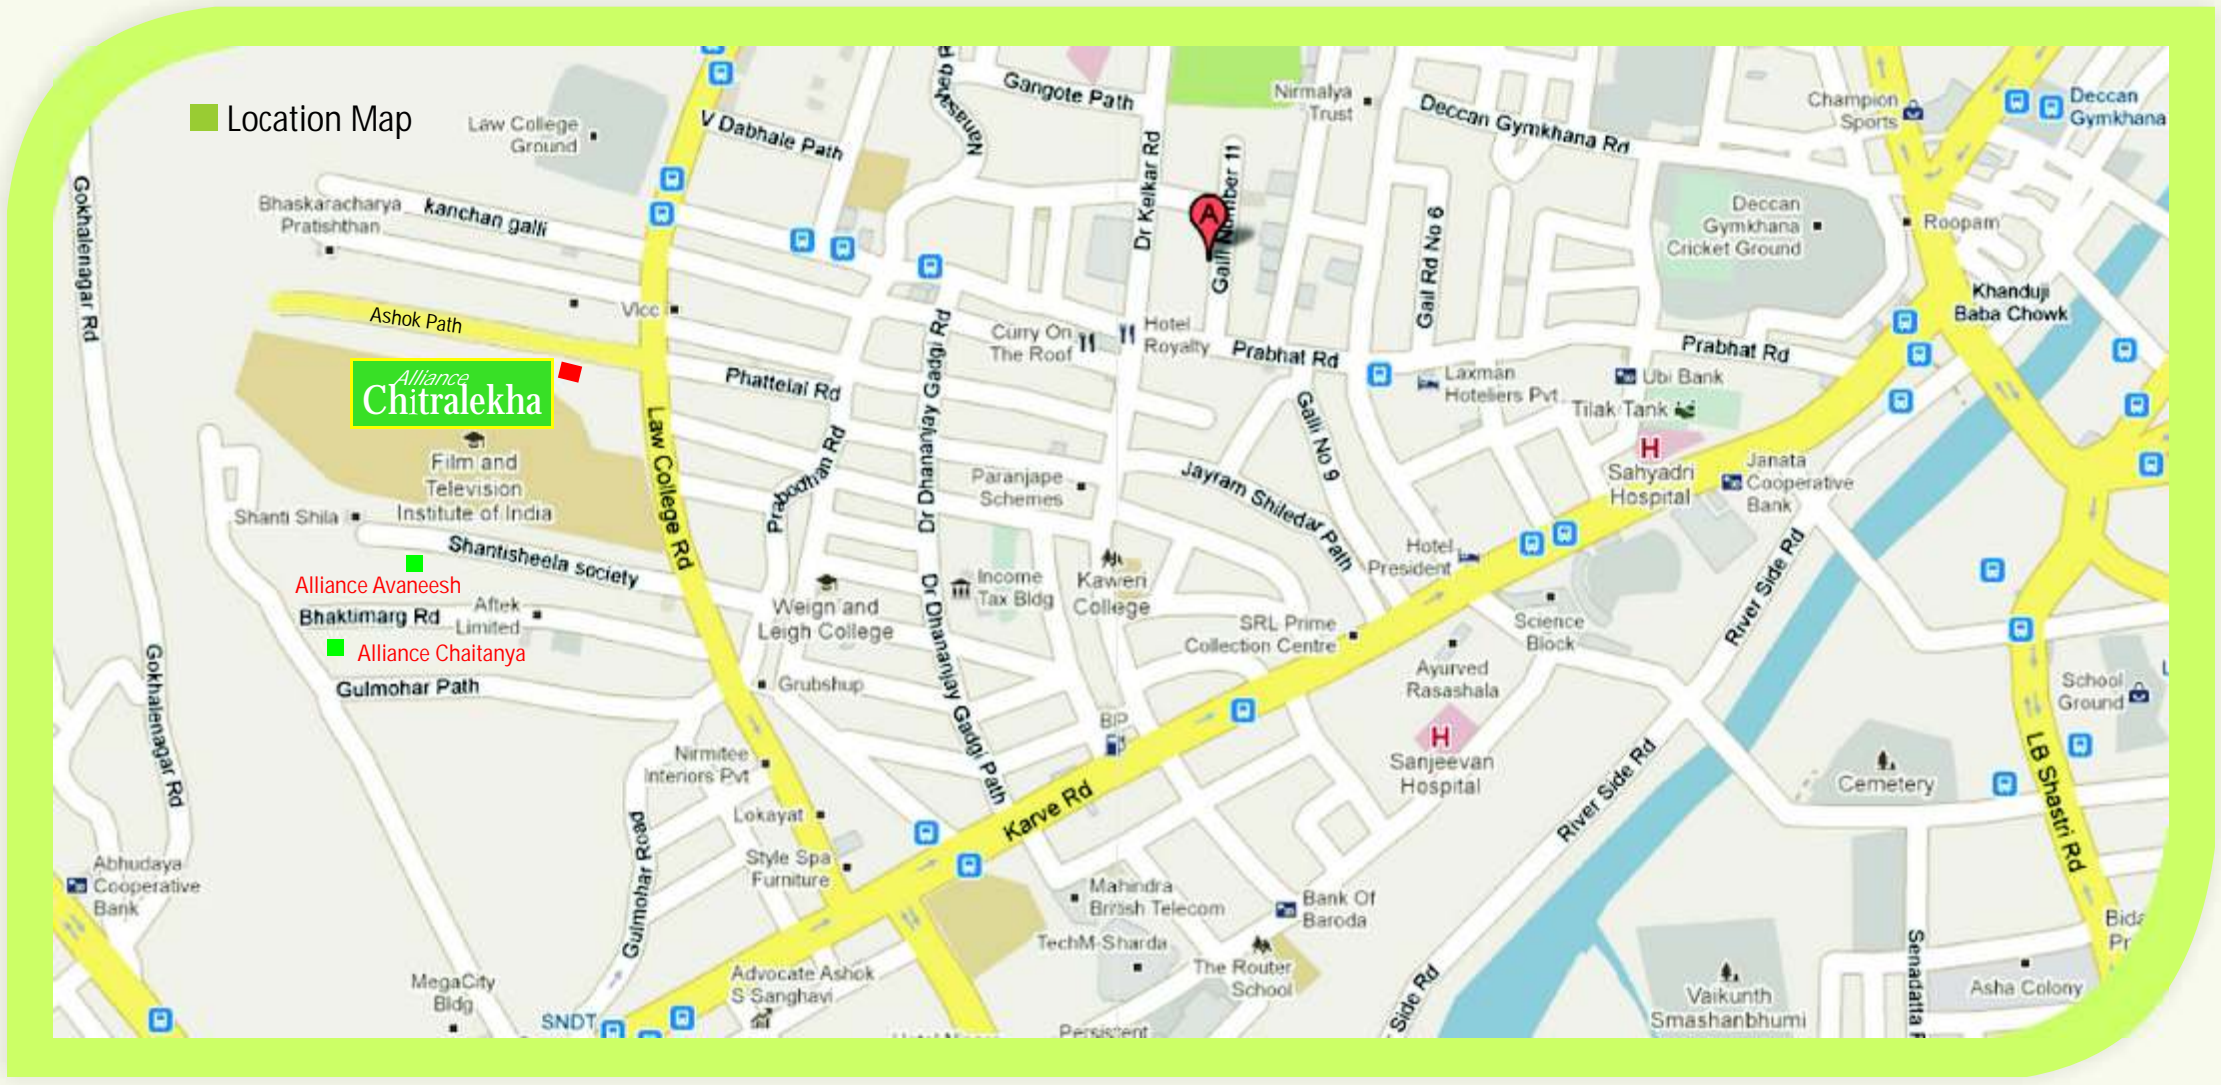 Location Map
Law College
Ground
V Dabhale Path
Gangote Path
Nirmalya
Trust
Deccan Gymkhana Rd
Champion
Sports
Deccan
Gymkhana
Gokhalenagar Rd
Bhaskaracharya
Pratishthan
kanchan galli
Dr Kelkar Rd
A
Gail Rd No 6
Deccan
Gymkhana
Cricket Ground
Roopam
Khanduji
Baba Chowk
Ashok Path
Vlcc
Curry On
The Roof
Hotel
Royalty
Prabhat Rd
Prabhat Rd
Laxman
Hoteliers Pvt
Ubi Bank
Tilak Tank
Alliance
Chitralekha
Phattelal Rd
Dr Dhananjay Gadgi Rd
Law College Rd
Prabodhan Rd
Galli No 9
Film and
Television
Institute of India
Shanti Shila
Paranjape
Schemes
Jayram Shiledar Path
H
Sahyadri
Hospital
Janata
Cooperative
Bank
Shantisheela society
Hotel
President
River Side Rd
Alliance Avaneesh
Bhaktimarg Rd
Aftek
Limited
Weign and
Leigh College
Income
Tax Bldg
Kaweri
College
SRL Prime
Collection Centre
Science
Block
Ayurved
Rasashala
Alliance Chaitanya
Gulmohar Path
Gokhalenagar Rd
Grubshup
Dr Dhananjay Gadgi Path
BP
H
Sanjeevan
Hospital
School
Ground
Nirmitee
Interiors Pvt
River Side Rd
Cemetery
LB Shastri Rd
Lokayat
Karve Rd
Gulmohar Road
Style Spa
Furniture
Abhudaya
Cooperative
Bank
Mahindra
British Telecom
Bank Of
Baroda
TechM-Sharda
The Router
School
Advocate Ashok
S Sanghavi
MegaCity
Bldg
SNDT
Side Rd
Vaikunth
Smashanbhumi
Senadatta
Asha Colony
Persistent